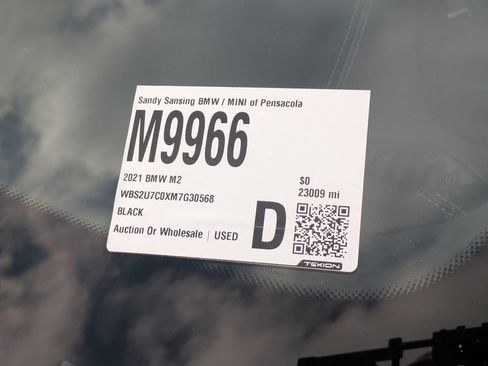 Sandy Sansing BMW / MINI of Pensacola
M9966
2021 BMW M2
$0
WBS2U7C0XM7G30568
23009 mi
BLACK
Auction Or Wholesale | USED
D
TEKION